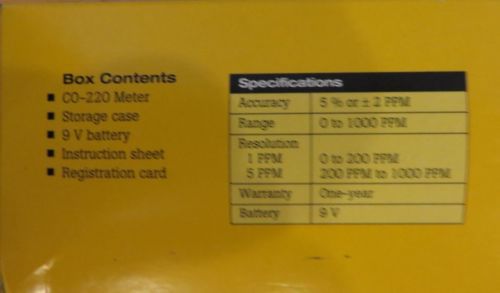 Box Contents
■ CO-220 Meter
■ Storage case
■ 9 V battery
■ Instruction sheet
■ Registration card
Specifications
Accuracy 5 % or ± 2 PPM
Range 0 to 1000 PPM
Resolution
1 PPM 0 to 200 PPM
5 PPM 200 PPM to 1000 PPM
Warranty One-year
Battery 9 V